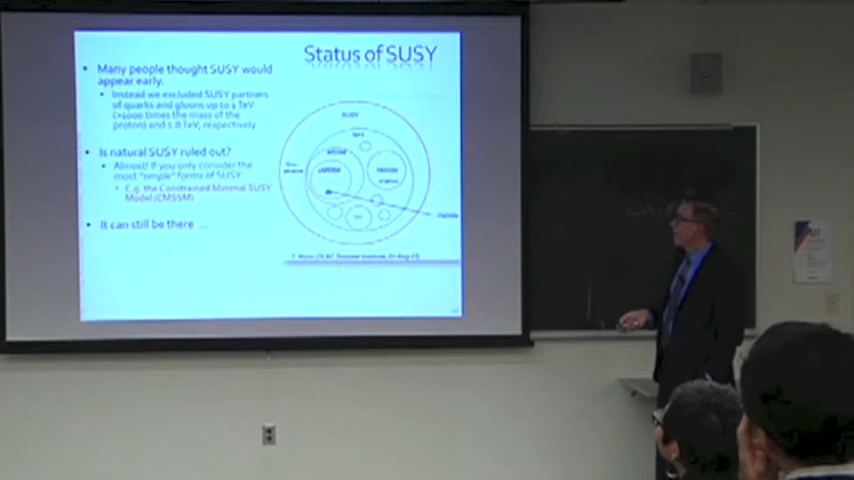 Status of SUSY
Many people thought SUSY would
appear early.
Instead we excluded SUSY partners
of quarks and gluons up to 1 TeV
(>1000 times the mass of the
proton) and 1.8 TeV, respectively
Is natural SUSY ruled out?
Almost! If you only consider the
most "simple" forms of SUSY
E.g. the Constrained Minimal SUSY
Model (CMSSM)
It can still be there ...
SUSY
MSSM
CMSSM